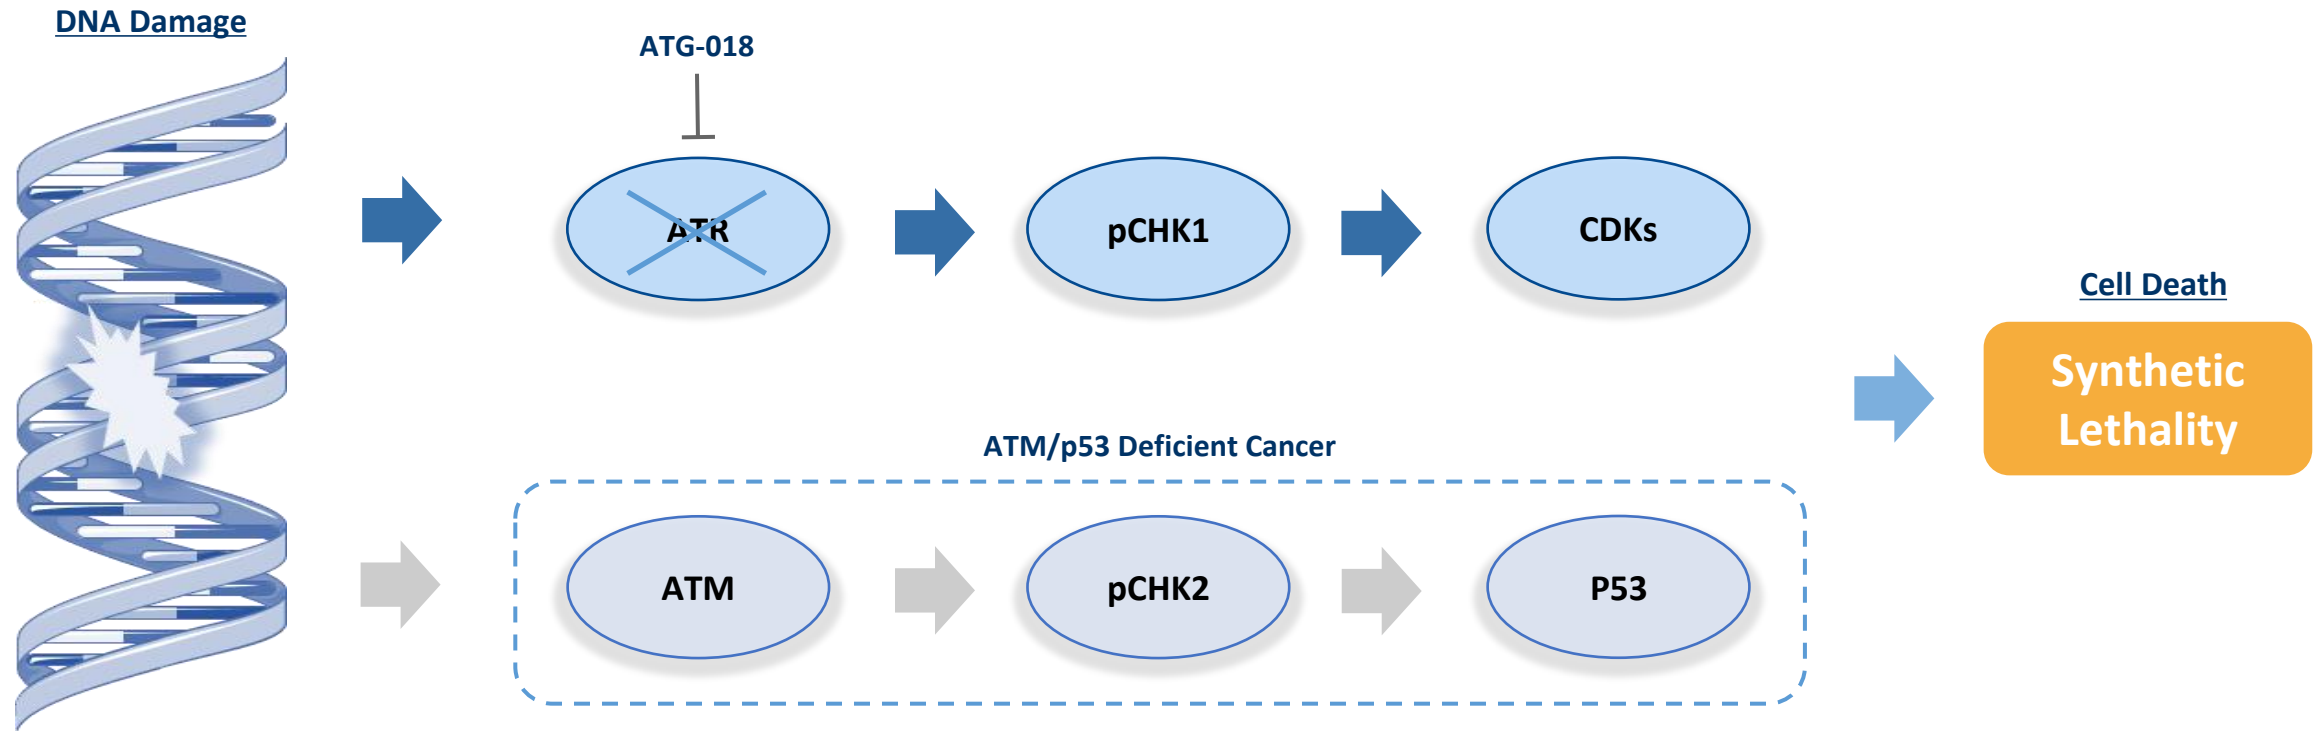 DNA Damage
ATG-018
ATR
pCHK1
CDKs
Cell Death
Synthetic
Lethality
ATM/p53 Deficient Cancer
ATM
pCHK2
P53